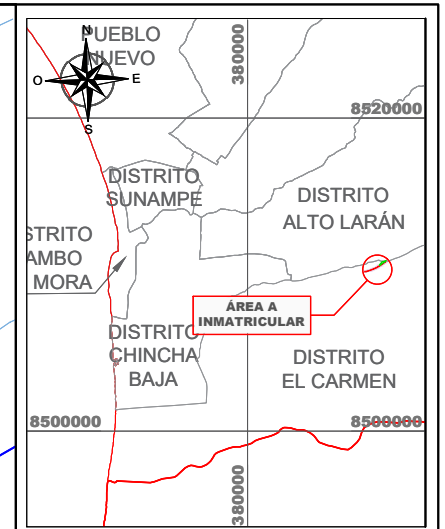 N
PUEBLO
NUEVO
O
E
S
380000
8520000
DISTRITO
SUNAMPE
DISTRITO
ALTO LARÁN
STRITO
AMBO
MORA
ÁREA A
INMATRICULAR
DISTRITO
CHINCHA
BAJA
DISTRITO
EL CARMEN
8500000
8500000
380000